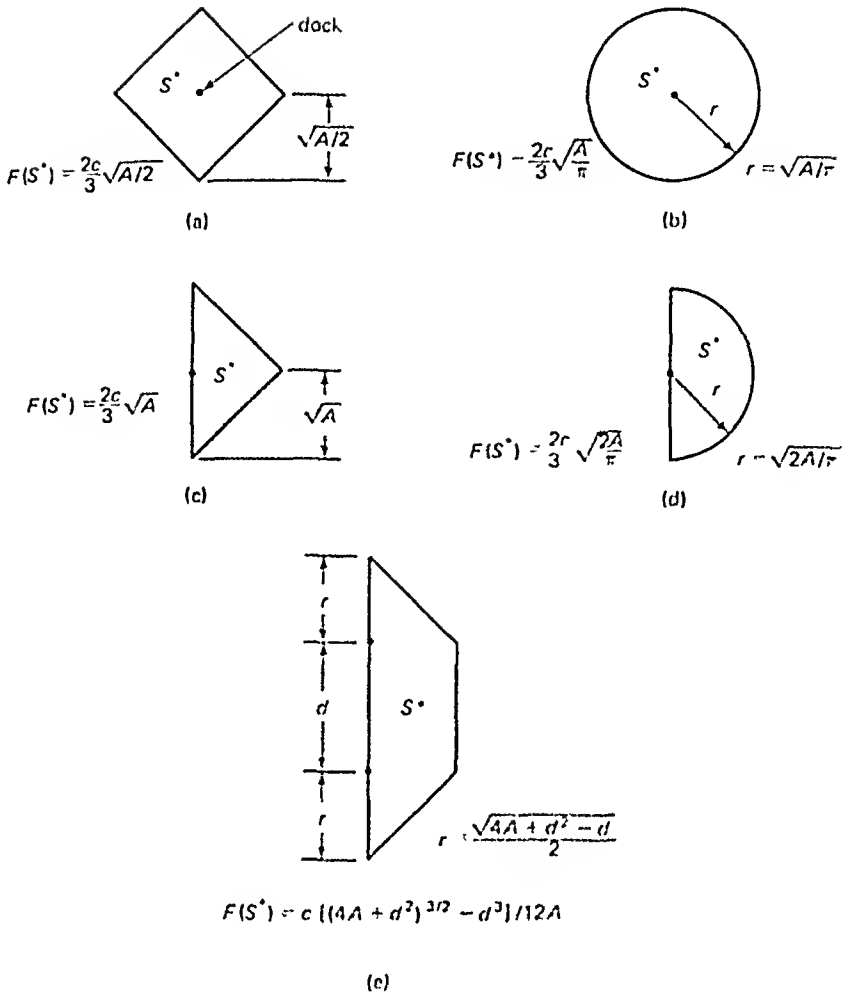 dock
S*
√A/2
F(S*) = 2c/3 √A/2
(a)
S*
r
F(S*) = 2c/3 √A/π
r = √A/π
(b)
S*
F(S*) = 2c/3 √A
√A
(c)
S*
r
F(S*) = 2c/3 √2A/π
r = √2A/π
(d)
r
d
S*
r
r = √4A + d² - d / 2
F(S*) = c [(4A + d²)^3/2 - d³]/12A
(e)